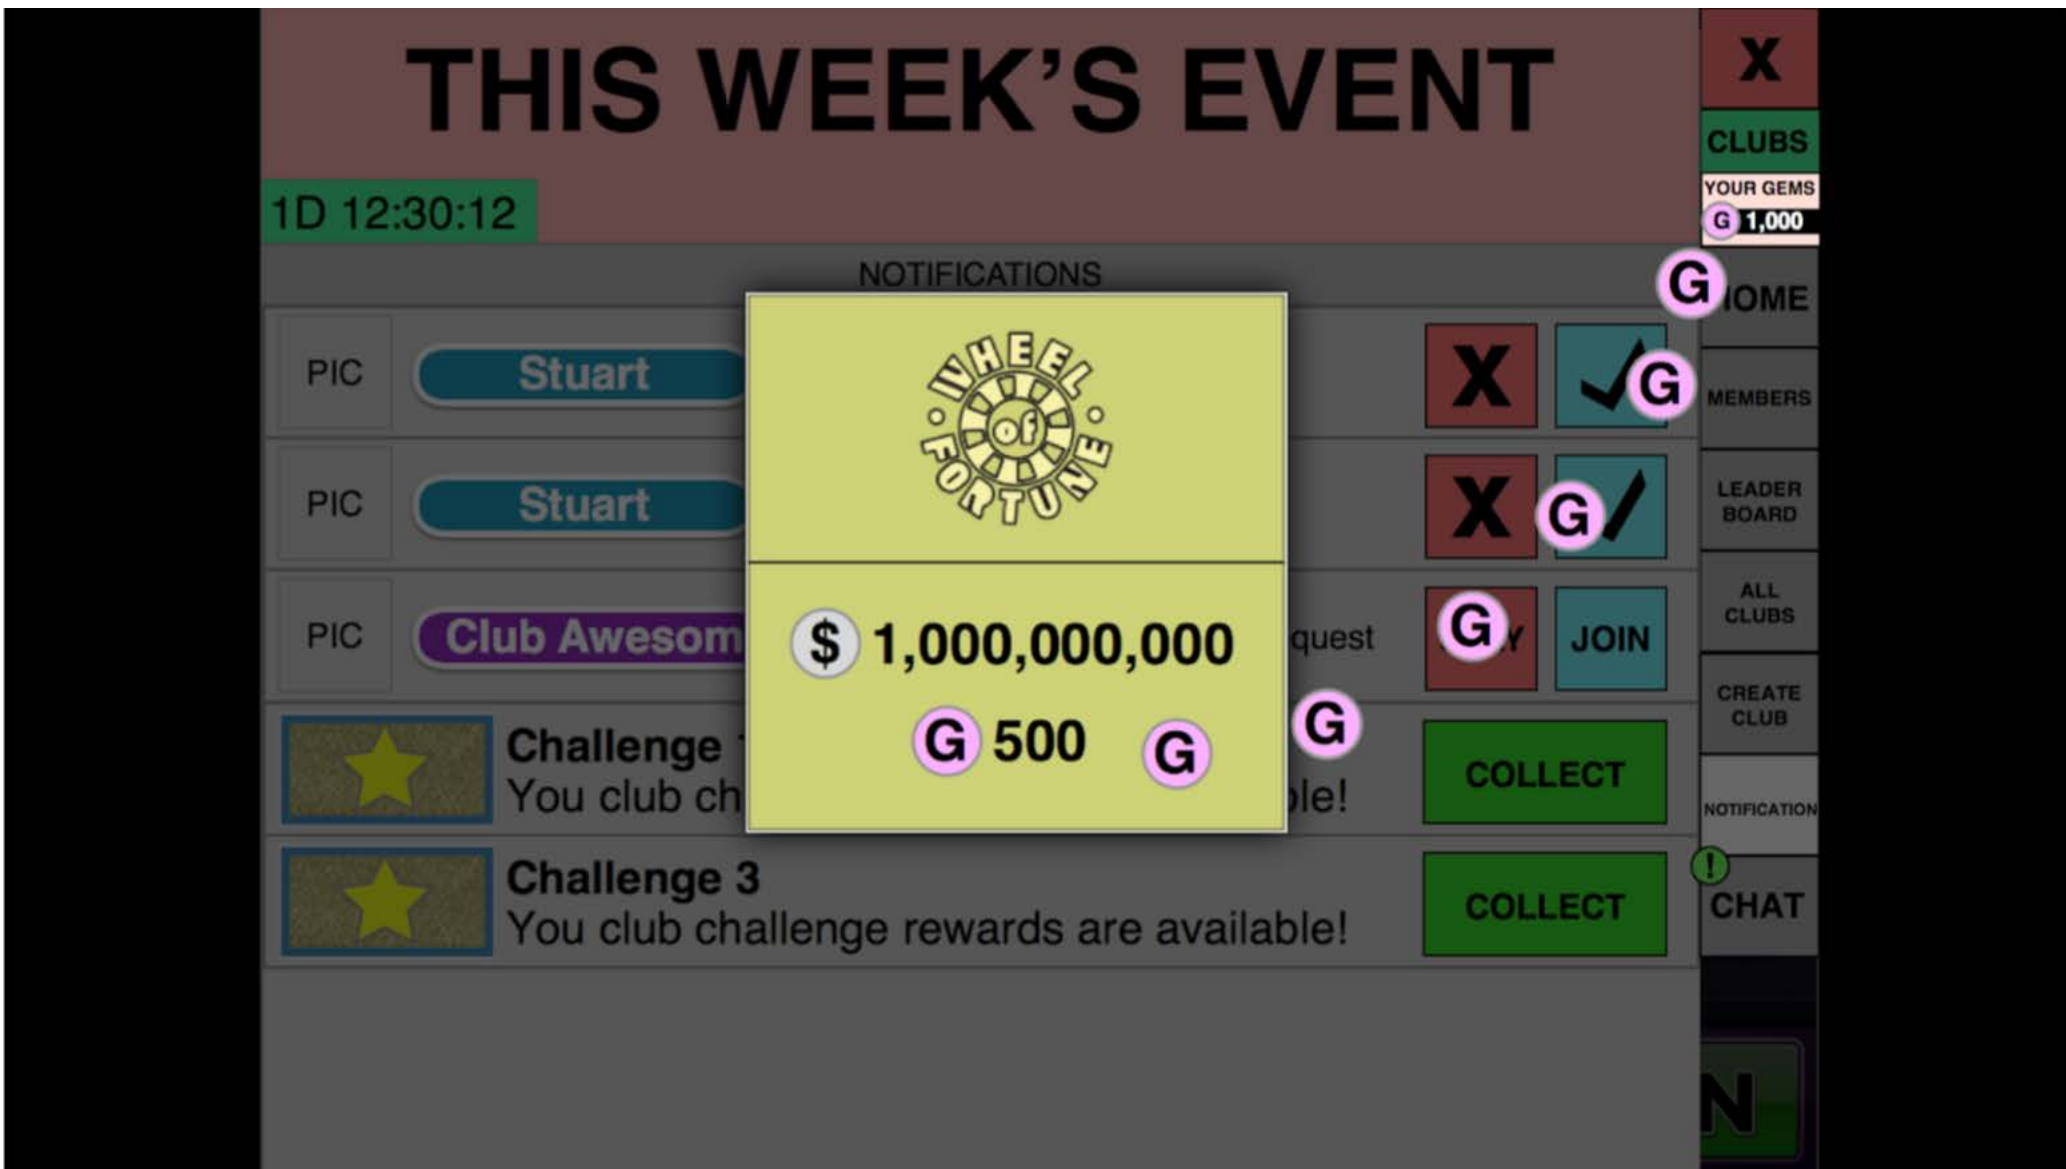 THIS WEEK'S EVENT
1D 12:30:12
X
CLUBS
YOUR GEMS
G 1,000
NOTIFICATIONS
G
PIC
Stuart
X
G
MEMBERS
PIC
Stuart
X
G
LEADER
BOARD
PIC
Club Awesom
quest
G
JOIN
ALL
CLUBS
WHEEL
of
FORTUNE
$ 1,000,000,000
G 500
G
G
CREATE
CLUB
Challenge
You club ch
COLLECT
NOTIFICATION
Challenge 3
You club challenge rewards are available!
COLLECT
!
CHAT
N